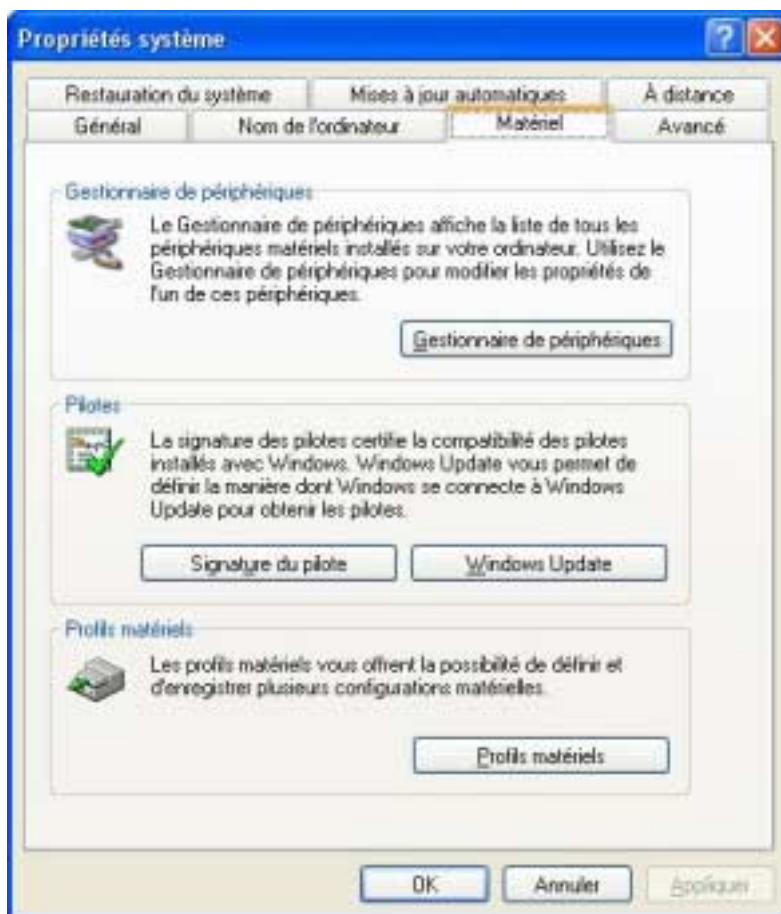 Propriétés système
Restauration du système Mises à jour automatiques À distance
Général Nom de l'ordinateur Matériel Avancé
Gestionnaire de périphériques
Le Gestionnaire de périphériques affiche la liste de tous les
périphériques matériels installés sur votre ordinateur. Utilisez le
Gestionnaire de périphériques pour modifier les propriétés de
l'un de ces périphériques.
Gestionnaire de périphériques
Pilotes
La signature des pilotes certifie la compatibilité des pilotes
installés avec Windows. Windows Update vous permet de
définir la manière dont Windows se connecte à Windows
Update pour obtenir les pilotes.
Signature du pilote Windows Update
Profils matériels
Les profils matériels vous offrent la possibilité de définir et
d'enregistrer plusieurs configurations matérielles.
Profils matériels
OK Annuler Appliquer